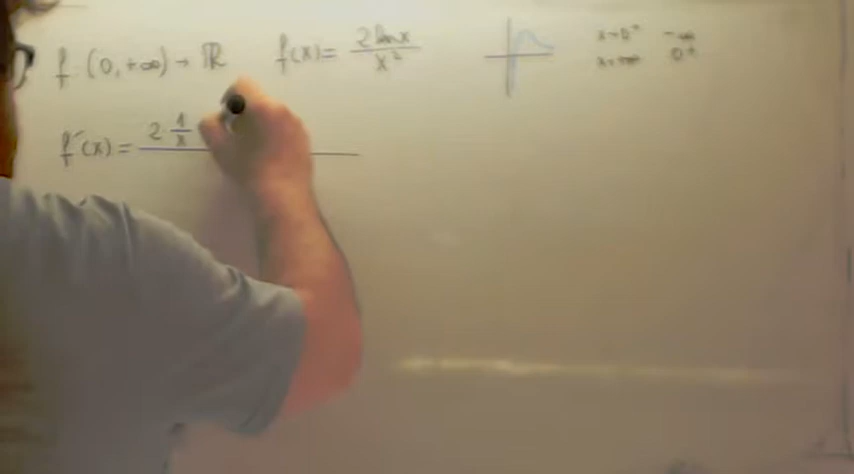 f: (0,+∞) → ℝ f(x)= 2 ln x / x² x→0⁺ -∞
x→+∞ 0⁺
f'(x) = 2·1/x